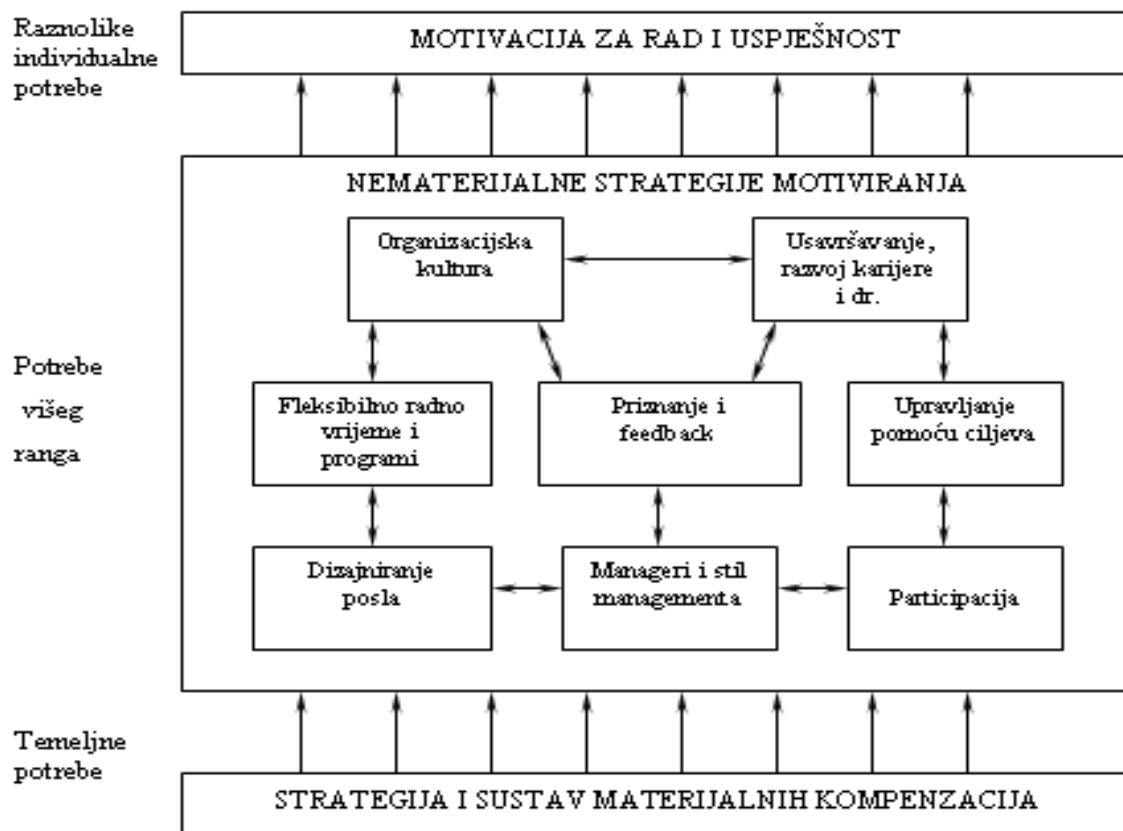 Raznolike
individualne
potrebe
MOTIVACIJA ZA RAD I USPJEŠNOST
NEMATERIJALNE STRATEGIJE MOTIVIRANJA
Organizacijska
kultura
Usavršavanje,
razvoj karijere
i dr.
Potrebe
višeg
ranga
Fleksibilno radno
vrijeme i
programi
Priznanje i
feedback
Upravljanje
pomoću ciljeva
Dizajniranje
posla
Manageri i stil
managementa
Participacija
Temeljne
potrebe
STRATEGIJA I SUSTAV MATERIJALNIH KOMPENZACIJA